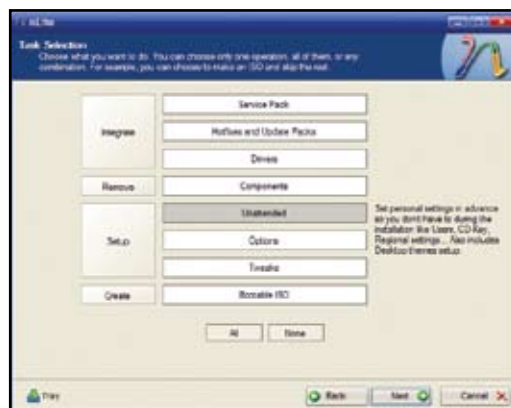 nLite
Task Selection
Choose what you want to do. You can choose only one operation, all of them, or any
combination. For example, you can choose to make an ISO and skip the rest.
Integrate
Service Pack
Hotfixes and Update Packs
Drivers
Remove
Components
Setup
Unattended
Options
Tweaks
Create
Bootable ISO
Set personal settings in advance
so you don't have to during the
installation like Users, CD-Key,
Regional settings... Also includes
Desktop themes setup.
All
None
Tray
Back
Next
Cancel